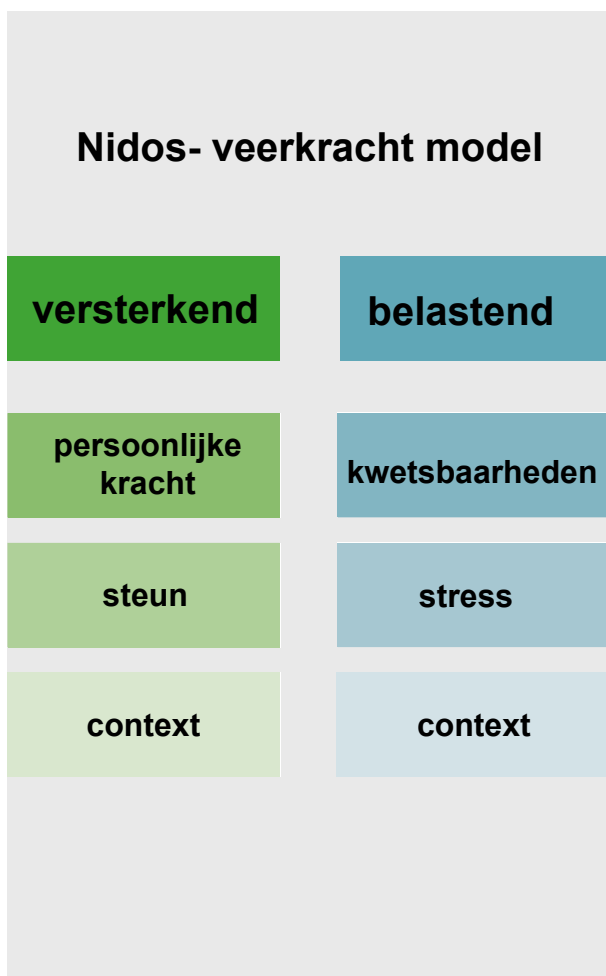 Nidos- veerkracht model
versterkend
belastend
persoonlijke
kracht
kwetsbaarheden
steun
stress
context
context